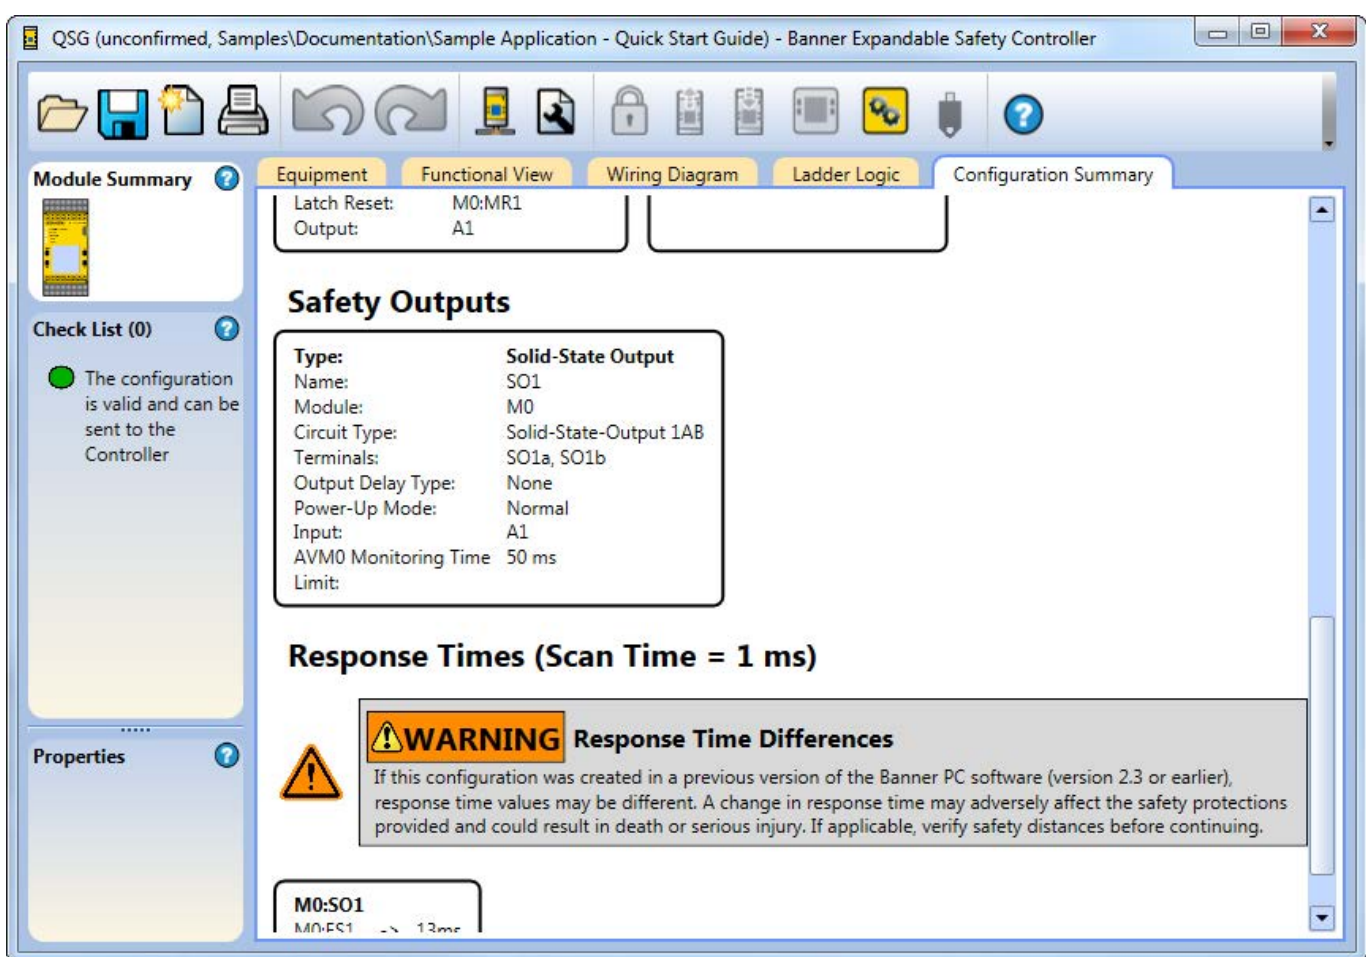 QSG (unconfirmed, Samples\Documentation\Sample Application - Quick Start Guide) - Banner Expandable Safety Controller
Module Summary
Equipment
Functional View
Wiring Diagram
Ladder Logic
Configuration Summary
Latch Reset: M0:MR1
Output: A1
Check List (0)
The configuration
is valid and can be
sent to the
Controller
Properties
Safety Outputs
Type: Solid-State Output
Name: SO1
Module: M0
Circuit Type: Solid-State-Output 1AB
Terminals: SO1a, SO1b
Output Delay Type: None
Power-Up Mode: Normal
Input: A1
AVM0 Monitoring Time 50 ms
Limit:
Response Times (Scan Time = 1 ms)
WARNING Response Time Differences
If this configuration was created in a previous version of the Banner PC software (version 2.3 or earlier),
response time values may be different. A change in response time may adversely affect the safety protections
provided and could result in death or serious injury. If applicable, verify safety distances before continuing.
M0:SO1
M0:ES1 -> 13ms